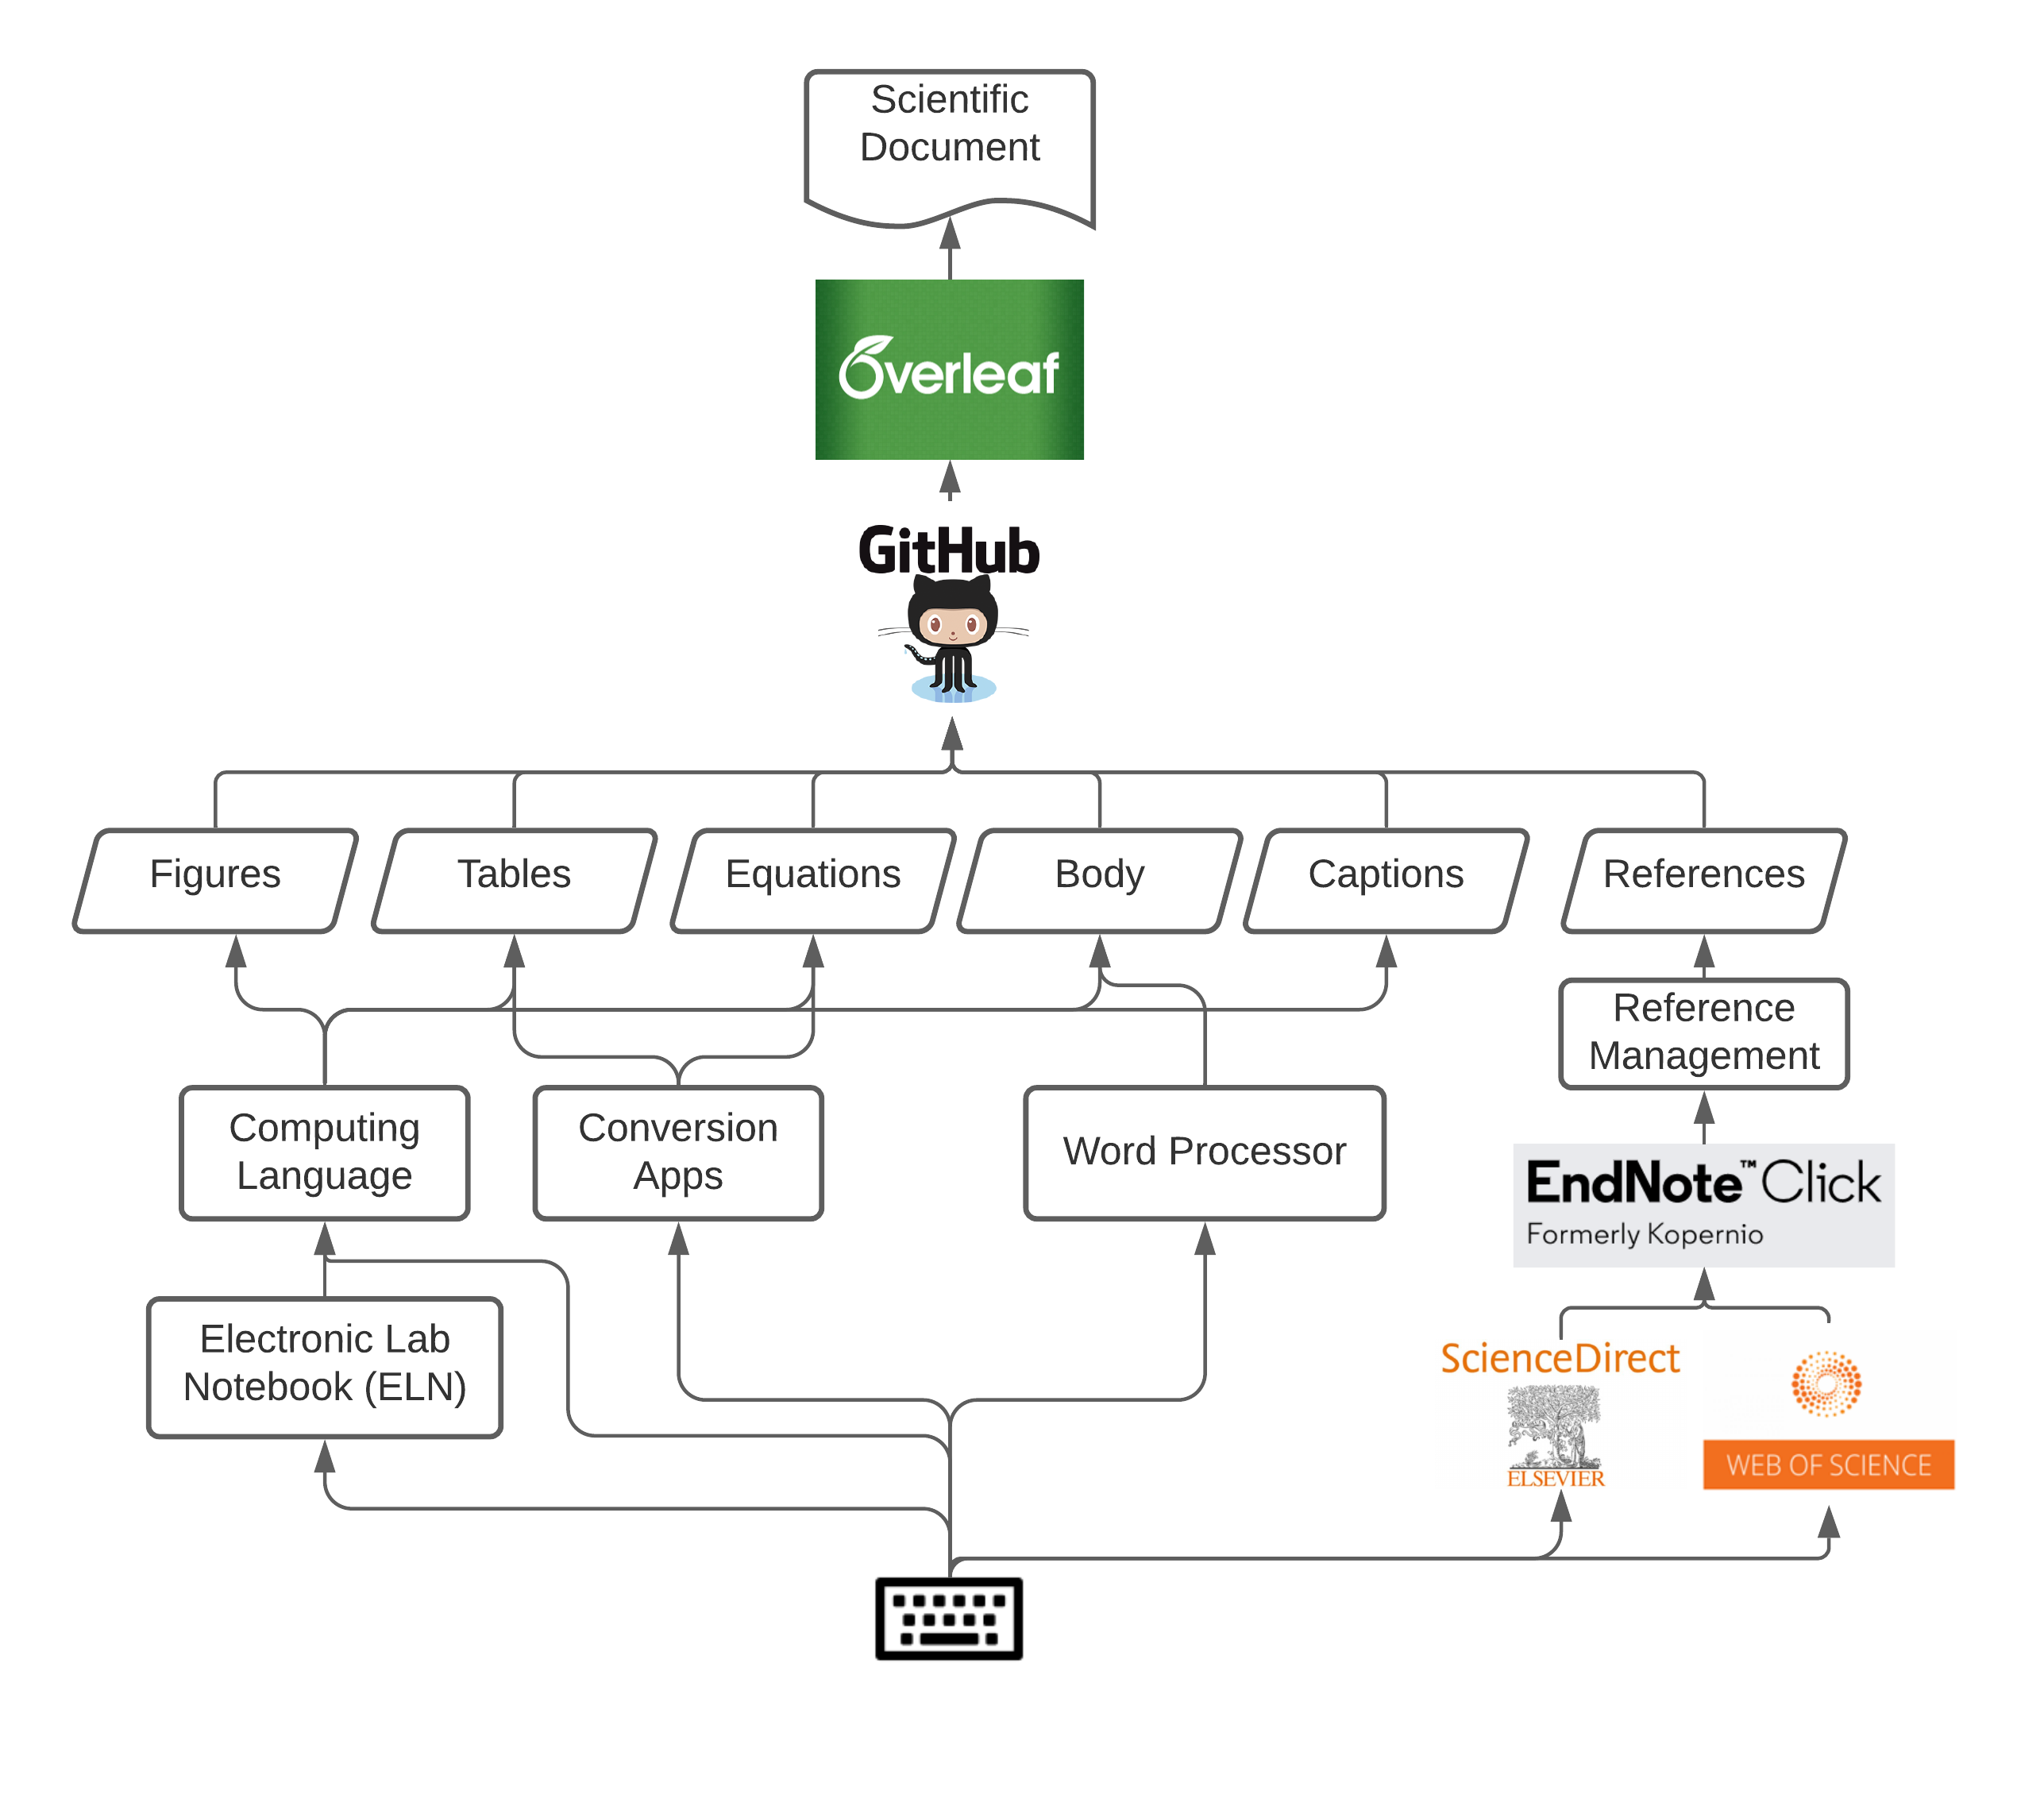 Scientific
Document
Overleaf
GitHub
Figures
Tables
Equations
Body
Captions
References
Reference
Management
Computing
Language
Conversion
Apps
Word Processor
EndNote™ Click
Formerly Kopernio
Electronic Lab
Notebook (ELN)
ScienceDirect
ELSEVIER
WEB OF SCIENCE